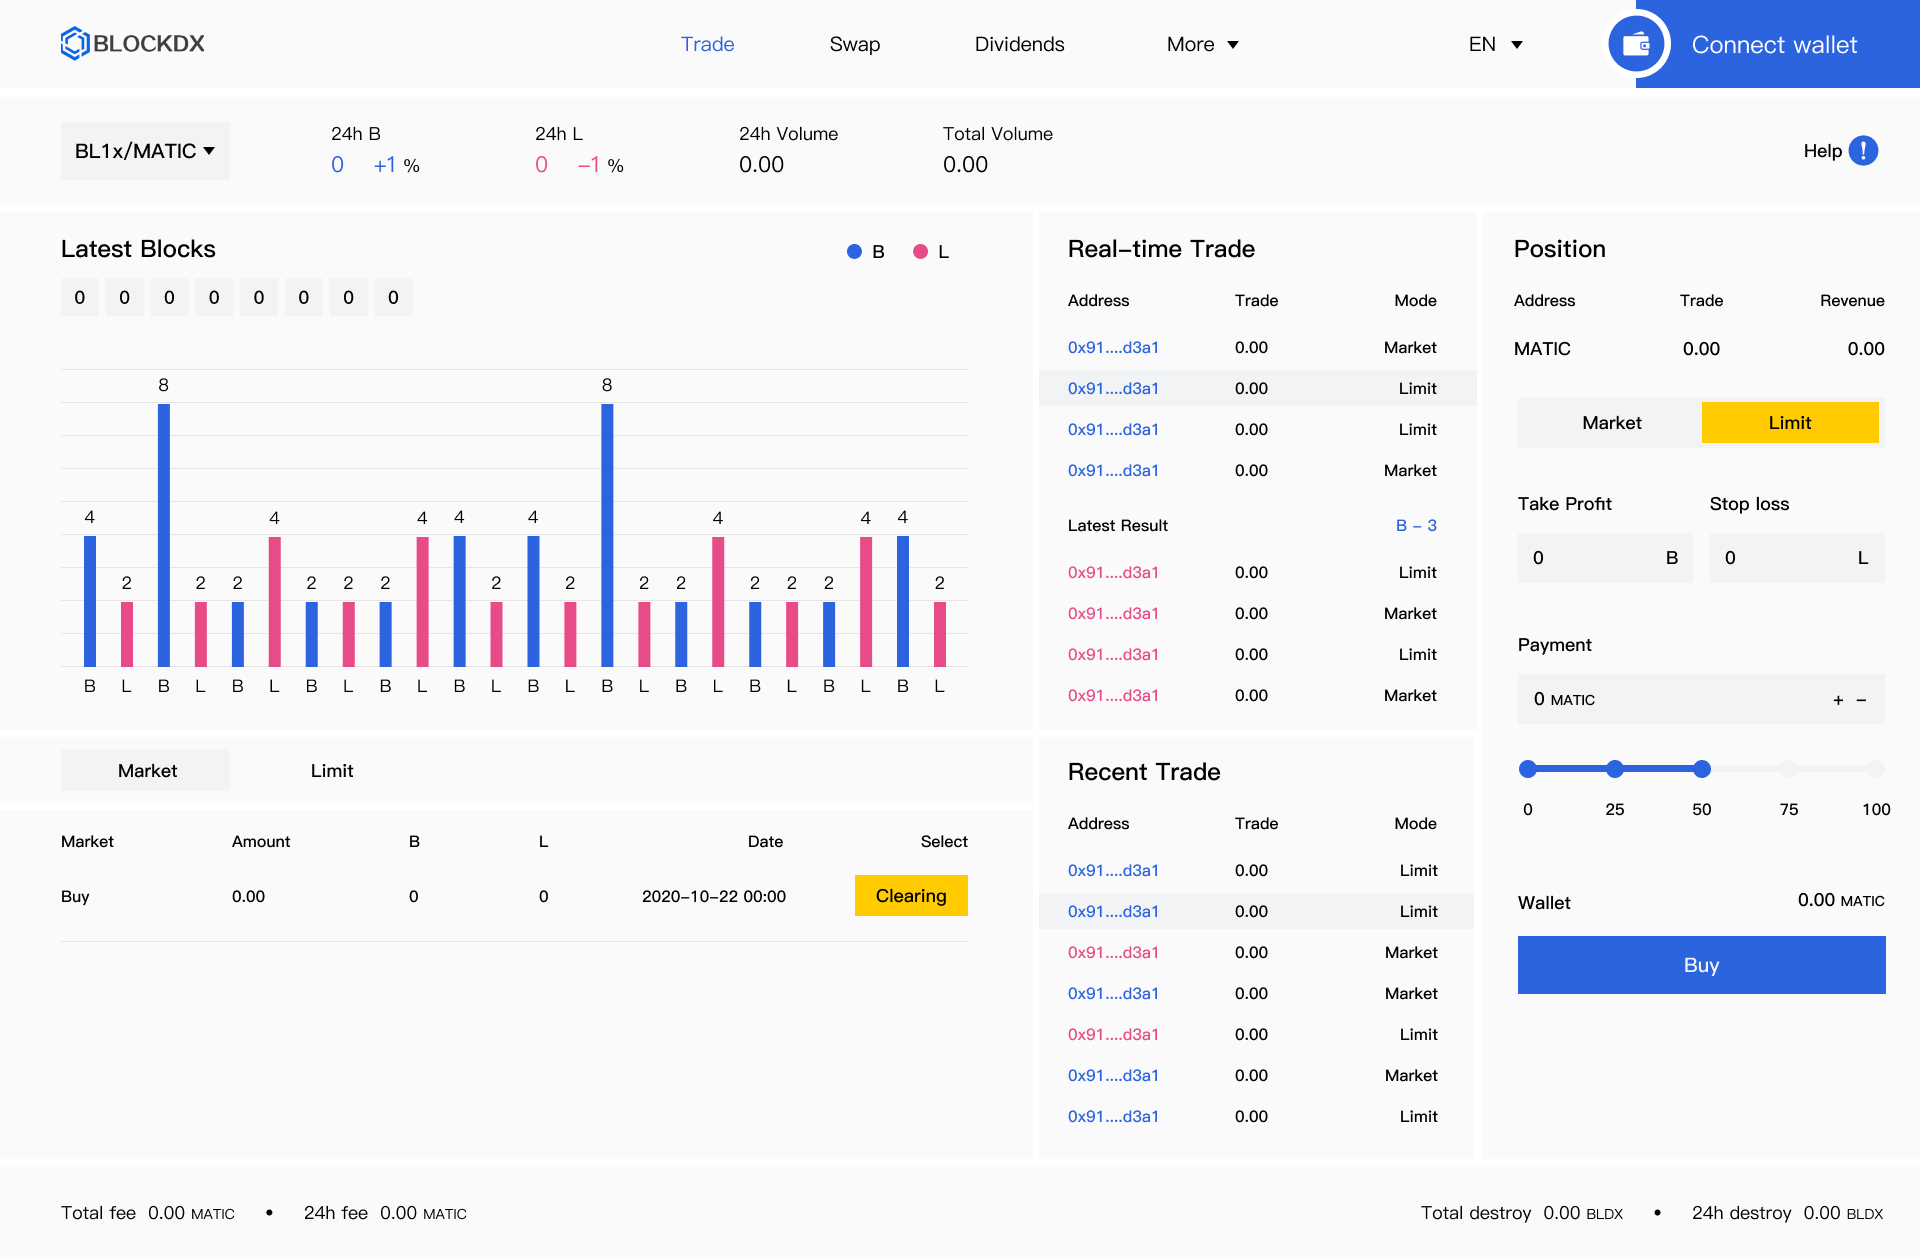 BLOCKDX
Trade Swap Dividends More EN Connect wallet
BL1x/MATIC
24h B 24h L 24h Volume Total Volume
0 +1 % 0 −1 % 0.00 0.00
Help !
Latest Blocks
B L
0 0 0 0 0 0 0 0
4 2 8 2 2 4 2 2 2 4 4 2 4 2 8 2 2 4 2 2 2 4 4 2
B L B L B L B L B L B L B L B L B L B L B L B L
Real−time Trade
Address Trade Mode
0x91....d3a1 0.00 Market
0x91....d3a1 0.00 Limit
0x91....d3a1 0.00 Limit
0x91....d3a1 0.00 Market
Latest Result B − 3
0x91....d3a1 0.00 Limit
0x91....d3a1 0.00 Market
0x91....d3a1 0.00 Limit
0x91....d3a1 0.00 Market
Position
Address Trade Revenue
MATIC 0.00 0.00
Market Limit
Take Profit Stop loss
0 B 0 L
Payment
0 MATIC + −
0 25 50 75 100
Wallet 0.00 MATIC
Buy
Market Limit
Market Amount B L Date Select
Buy 0.00 0 0 2020−10−22 00:00 Clearing
Recent Trade
Address Trade Mode
0x91....d3a1 0.00 Limit
0x91....d3a1 0.00 Limit
0x91....d3a1 0.00 Market
0x91....d3a1 0.00 Market
0x91....d3a1 0.00 Limit
0x91....d3a1 0.00 Market
0x91....d3a1 0.00 Limit
Total fee 0.00 MATIC • 24h fee 0.00 MATIC
Total destroy 0.00 BLDX • 24h destroy 0.00 BLDX